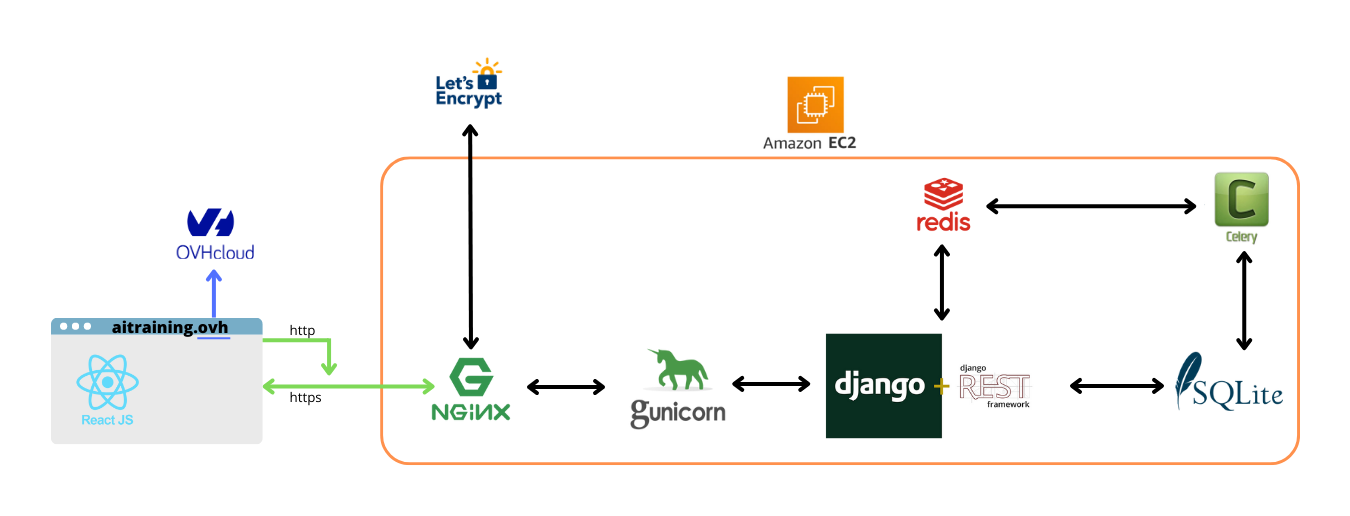 Let's
Encrypt
Amazon EC2
redis
C
Celery
OVHcloud
aitraining.ovh
http
https
React JS
NGiNX
gunicorn
django
+
django
REST
framework
SQLite